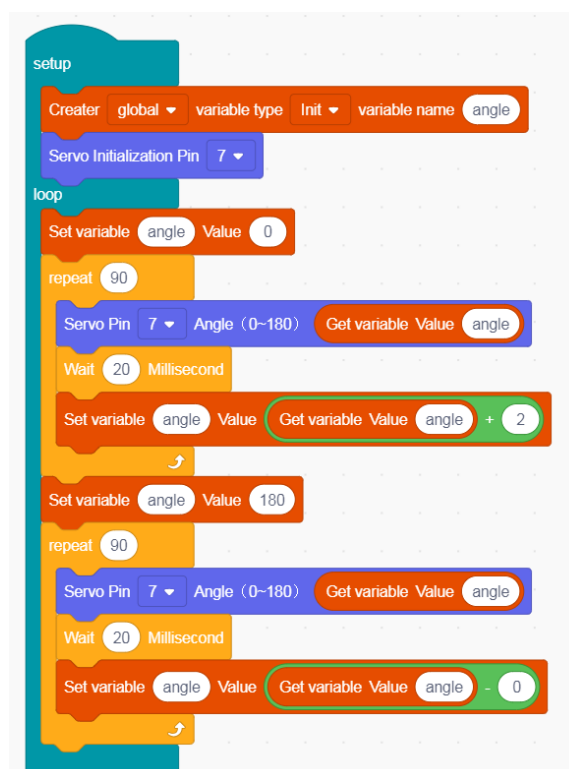 setup
Creater global variable type Init variable name angle
Servo Initialization Pin 7
loop
Set variable angle Value 0
repeat 90
Servo Pin 7 Angle（0~180） Get variable Value angle
Wait 20 Millisecond
Set variable angle Value Get variable Value angle + 2
Set variable angle Value 180
repeat 90
Servo Pin 7 Angle（0~180） Get variable Value angle
Wait 20 Millisecond
Set variable angle Value Get variable Value angle - 0